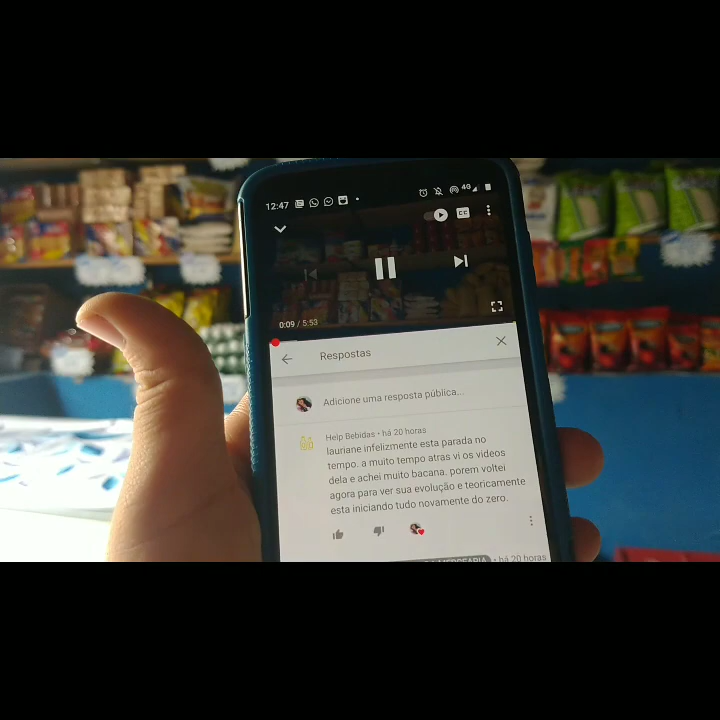 12:47
4G
CC
0:09 / 5:53
Respostas
Adicione uma resposta pública...
Help Bebidas • há 20 horas
lauriane infelizmente esta parada no
tempo. a muito tempo atras vi os videos
dela e achei muito bacana. porem voltei
agora para ver sua evolução e teoricamente
esta iniciando tudo novamente do zero.
• há 20 horas